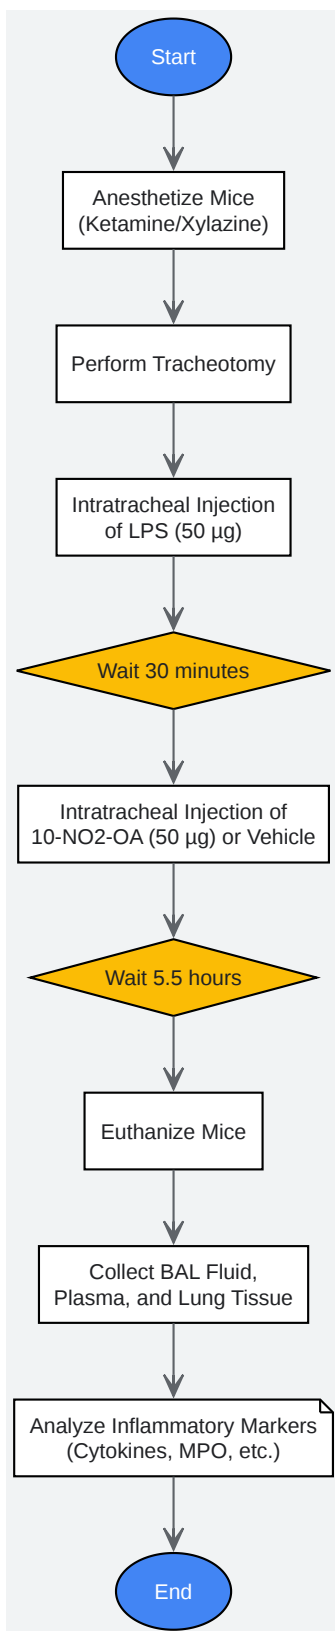 Start
Anesthetize Mice
(Ketamine/Xylazine)
Perform Tracheotomy
Intratracheal Injection
of LPS (50 µg)
Wait 30 minutes
Intratracheal Injection of
10-NO2-OA (50 µg) or Vehicle
Wait 5.5 hours
Euthanize Mice
Collect BAL Fluid,
Plasma, and Lung Tissue
Analyze Inflammatory Markers
(Cytokines, MPO, etc.)
End